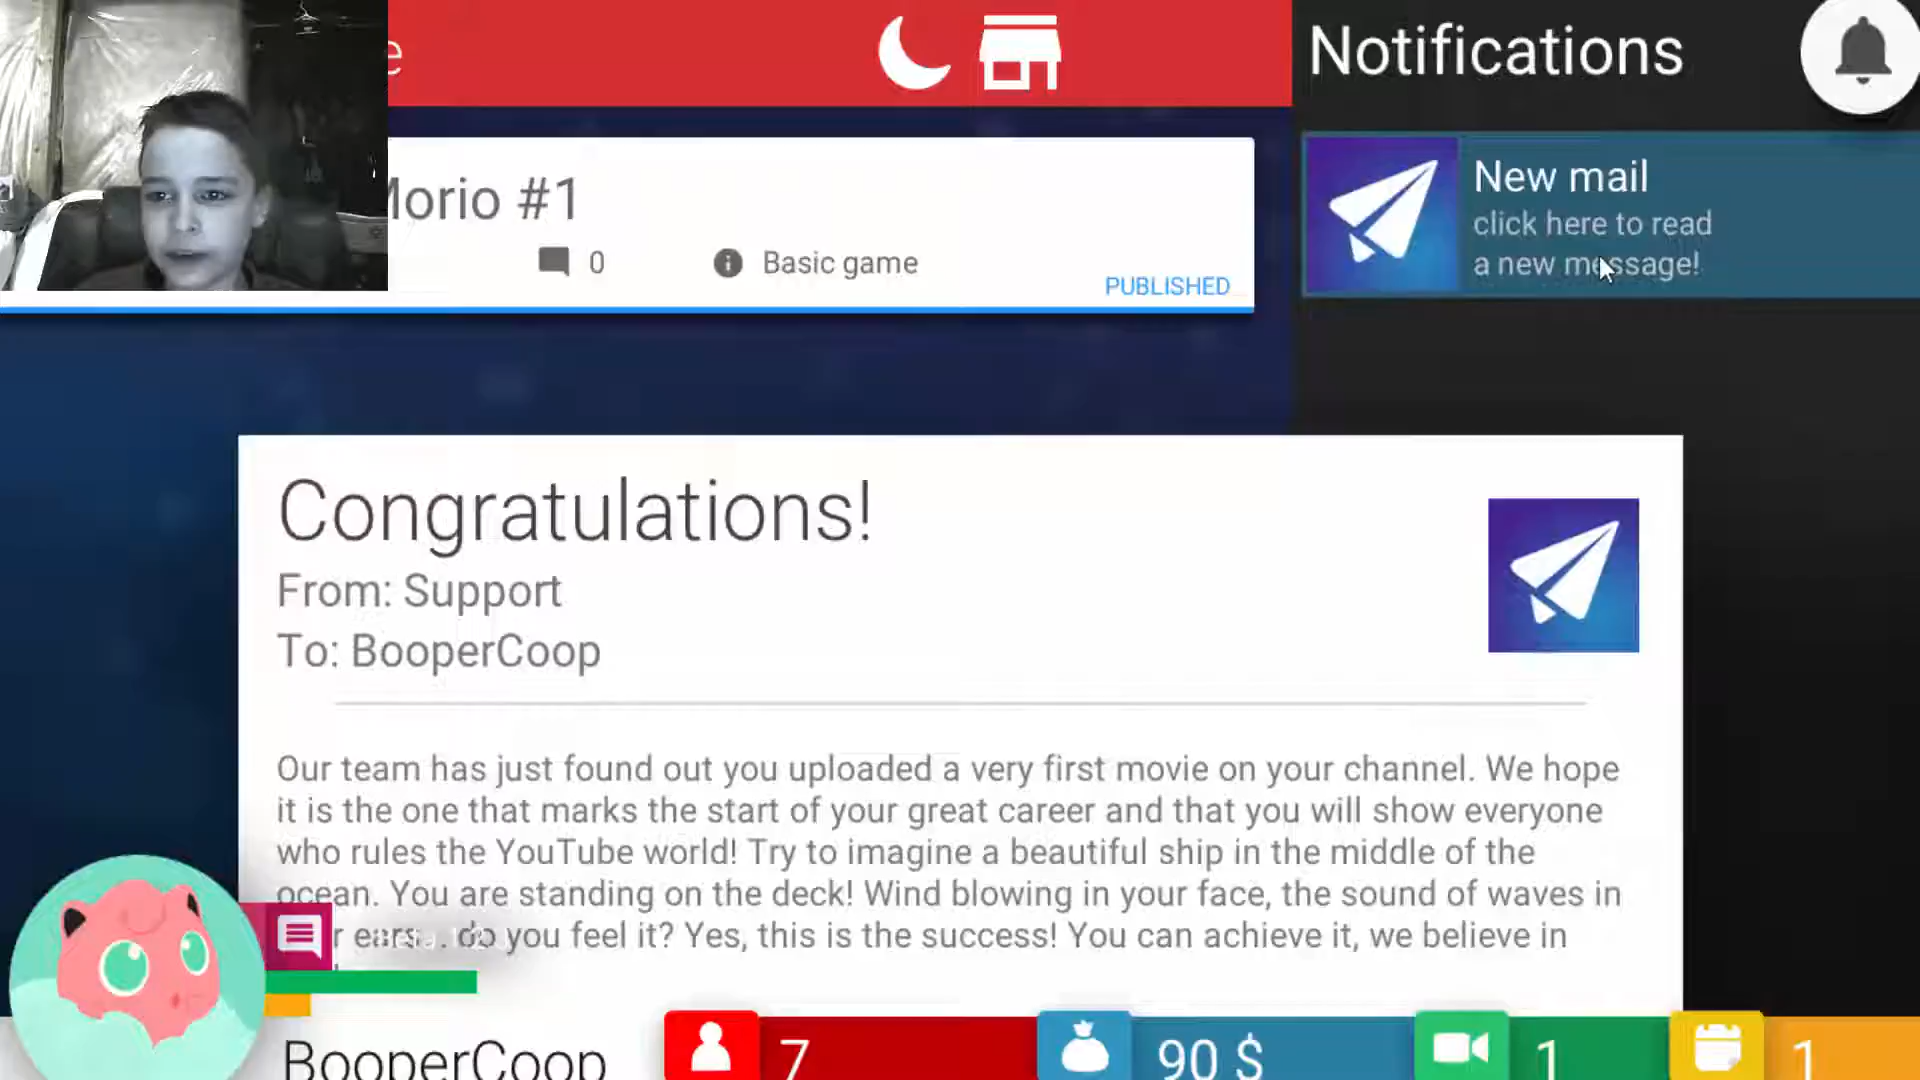 e
Notifications
Morio #1
0
Basic game
PUBLISHED
New mail
click here to read
a new message!
Congratulations!
From: Support
To: BooperCoop
Our team has just found out you uploaded a very first movie on your channel. We hope
it is the one that marks the start of your great career and that you will show everyone
who rules the YouTube world! Try to imagine a beautiful ship in the middle of the
ocean. You are standing on the deck! Wind blowing in your face, the sound of waves in
r ears... do you feel it? Yes, this is the success! You can achieve it, we believe in
BooperCoop
7
90 $
1
1